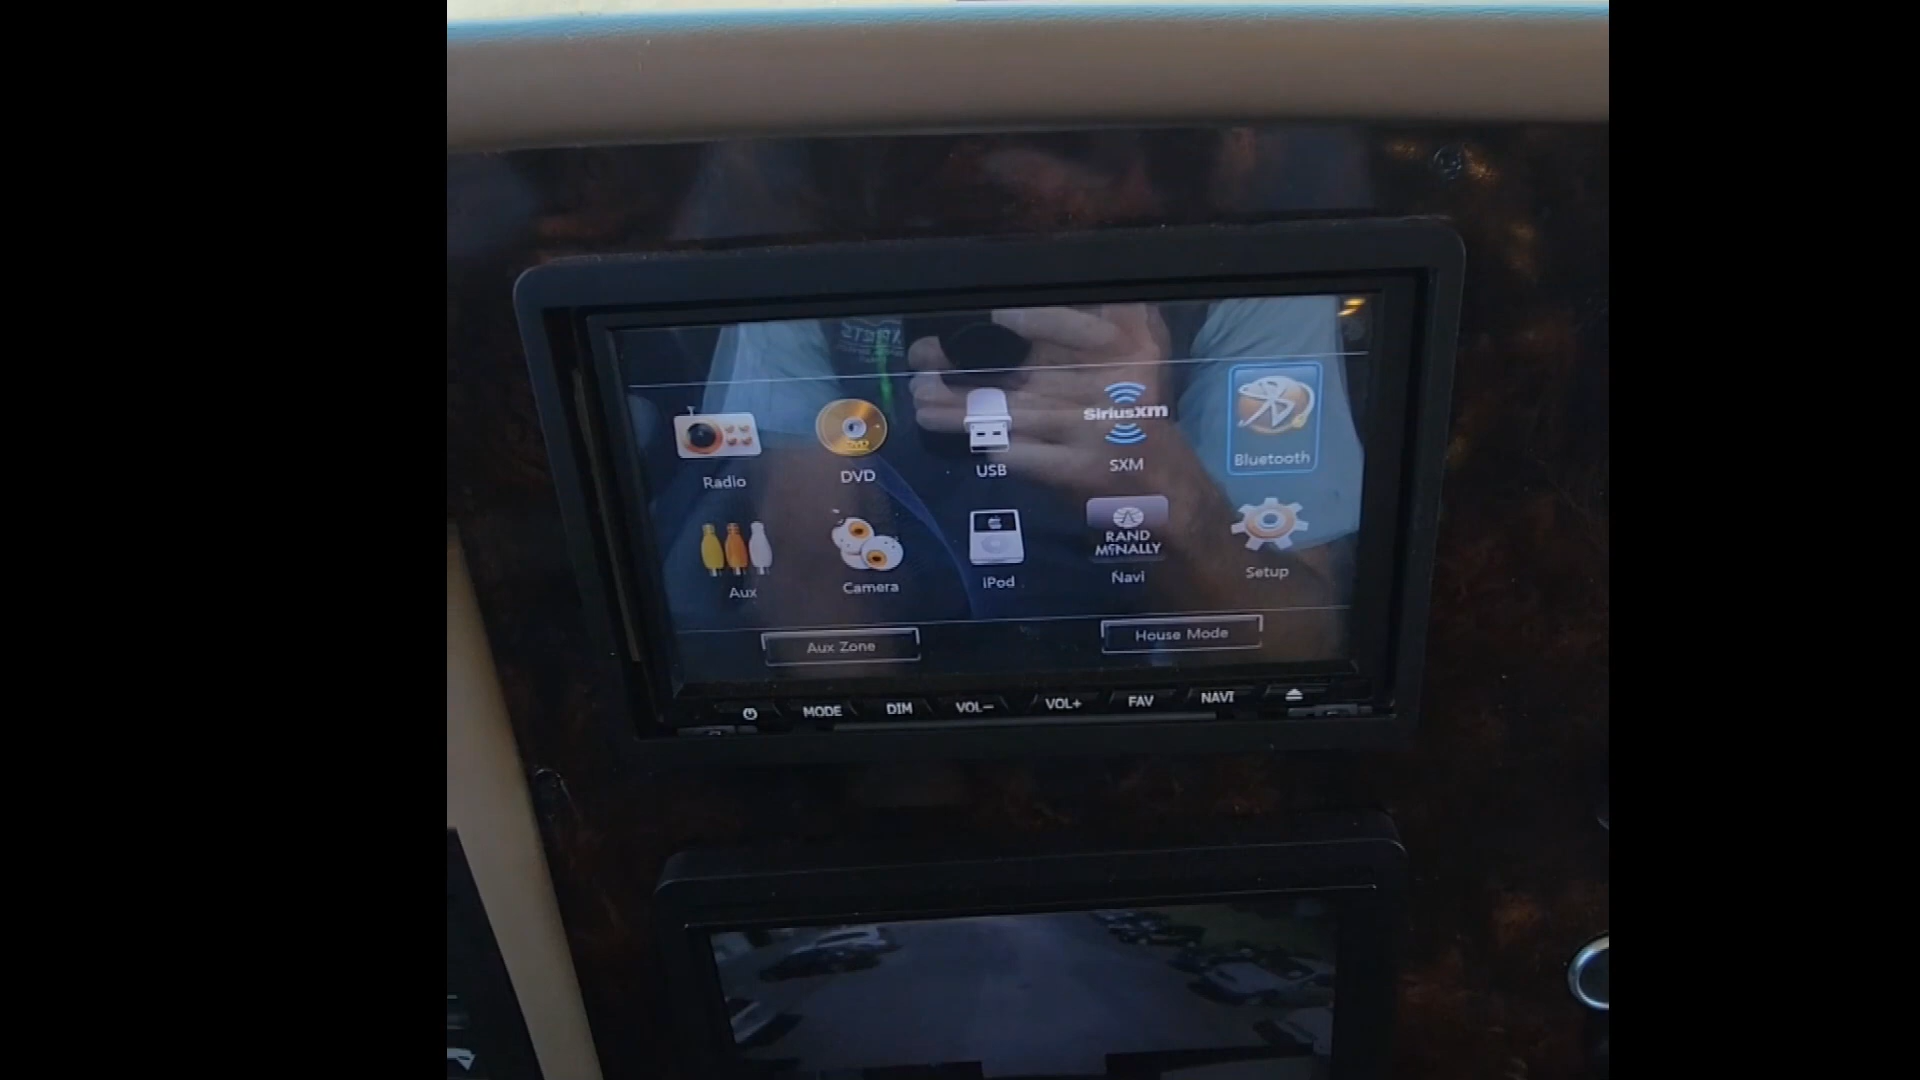 SiriusXM
Radio
DVD
USB
SXM
Bluetooth
RAND
MCNALLY
Aux
Camera
iPod
Navi
Setup
Aux Zone
House Mode
MODE
DIM
VOL-
VOL+
FAV
NAVI